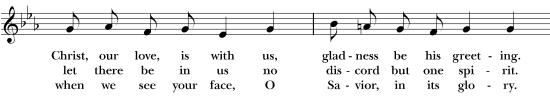 Christ, our love, is with us, glad - ness be his greet - ing.
let there be in us no dis - cord but one spi - rit.
when we see your face, O Sa - vior, in its glo - ry.